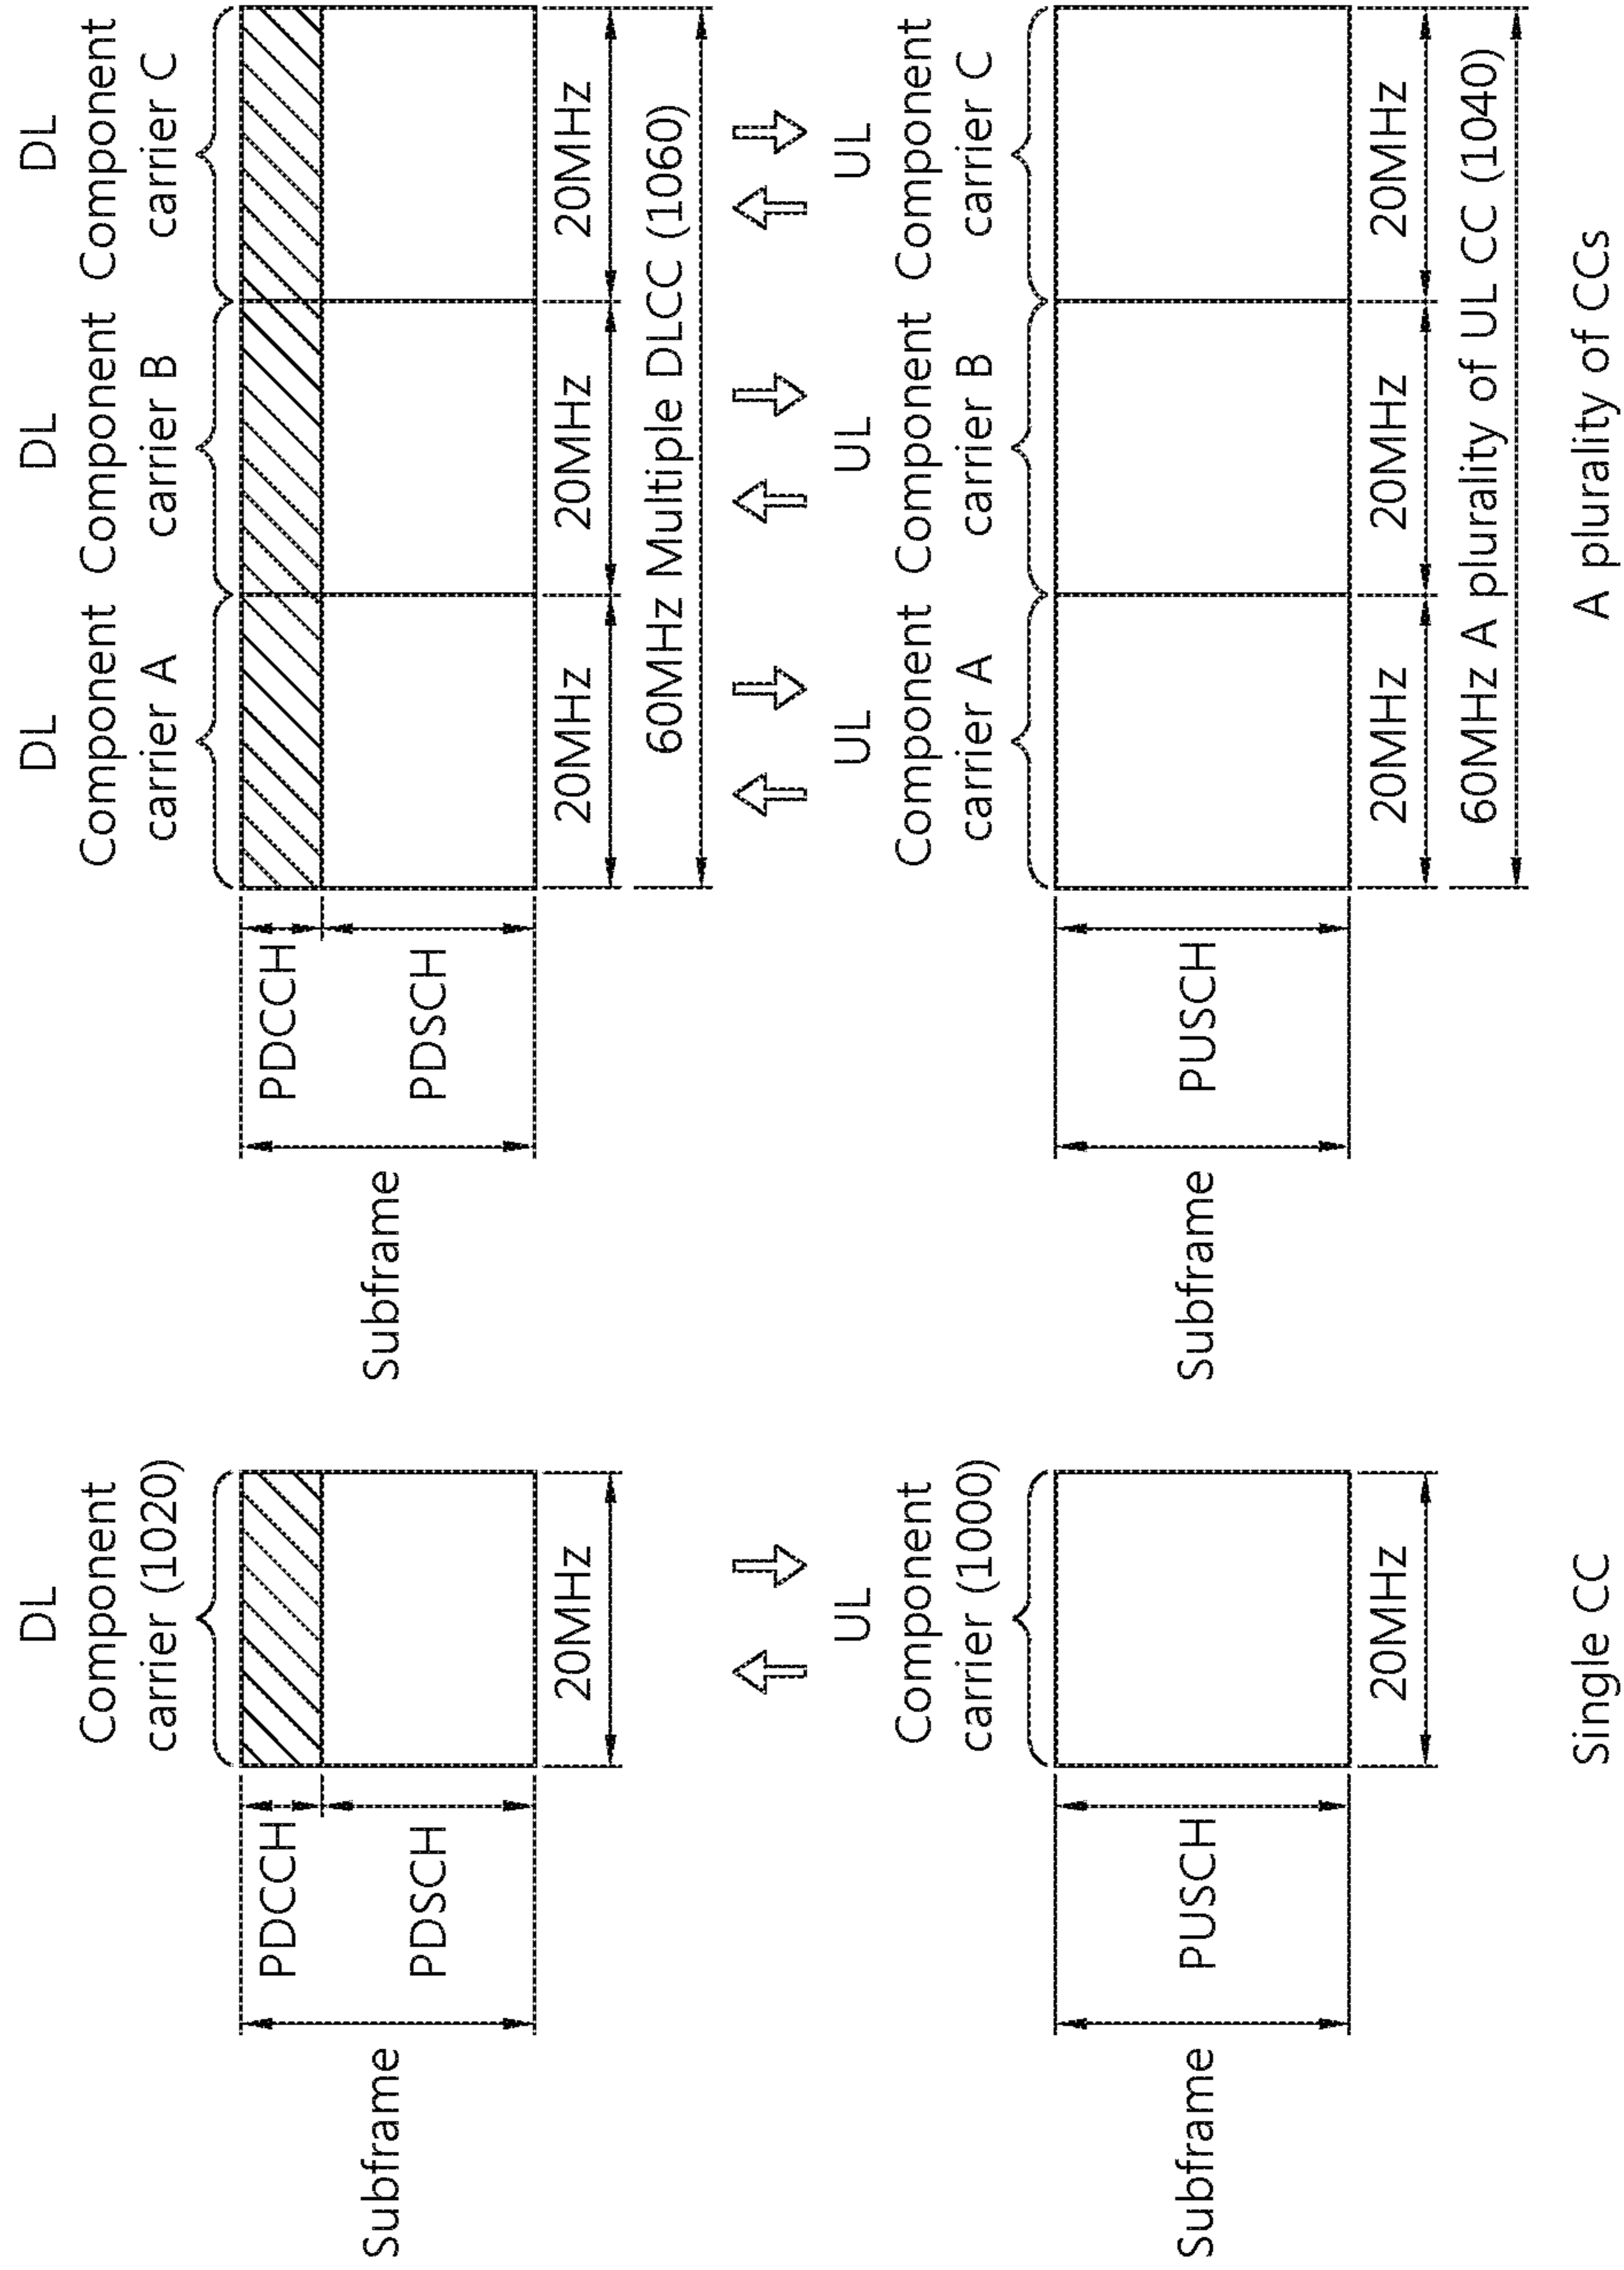 DL
Component
carrier (1020)
PDCCH
PDSCH
Subframe
20MHz
UL
Component
carrier (1000)
PUSCH
Subframe
20MHz
Single CC
DL
Component
carrier A
DL
Component
carrier B
DL
Component
carrier C
PDCCH
PDSCH
Subframe
20MHz
20MHz
20MHz
60MHz Multiple DLCC (1060)
UL
Component
carrier A
UL
Component
carrier B
UL
Component
carrier C
PUSCH
Subframe
20MHz
20MHz
20MHz
60MHz A plurality of UL CC (1040)
A plurality of CCs